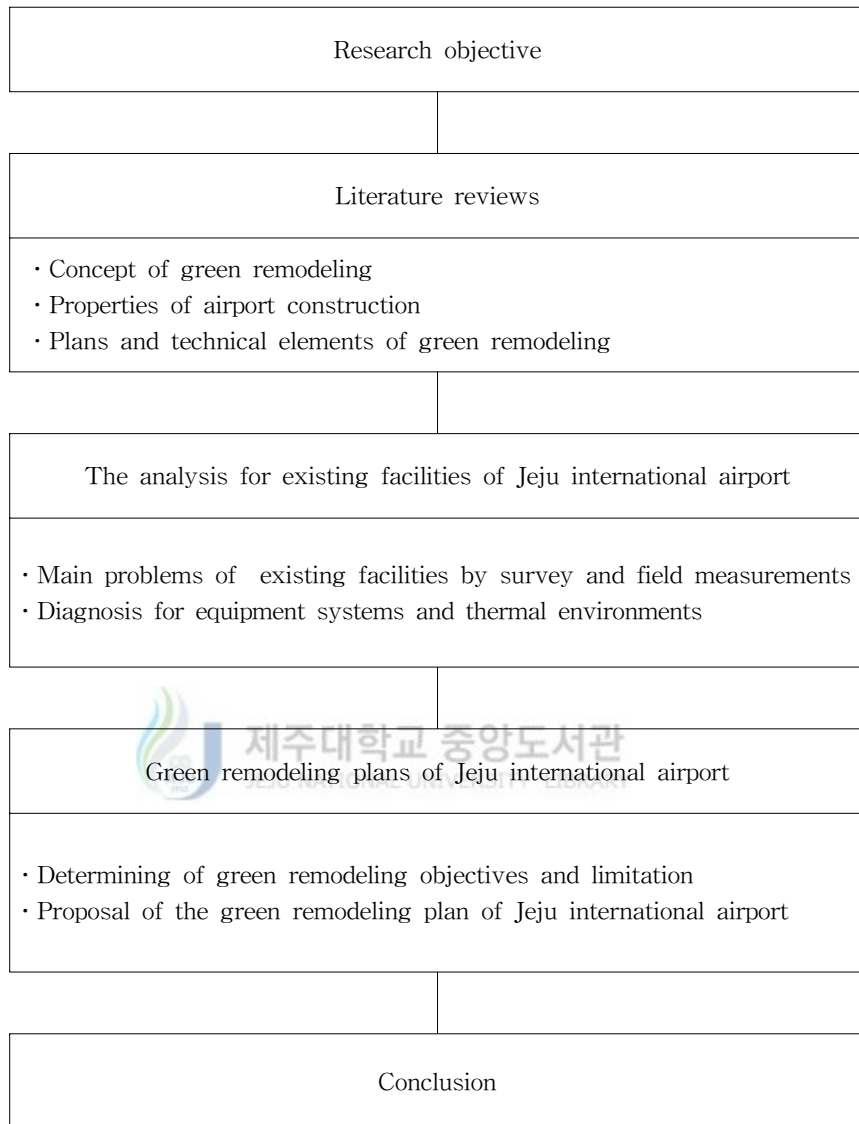 Research objective
Literature reviews
· Concept of green remodeling
· Properties of airport construction
· Plans and technical elements of green remodeling
The analysis for existing facilities of Jeju international airport
· Main problems of existing facilities by survey and field measurements
· Diagnosis for equipment systems and thermal environments
제주대학교 중앙도서관
Green remodeling plans of Jeju international airport
JEJU NATIONAL UNIVERSITY LIBRARY
· Determining of green remodeling objectives and limitation
· Proposal of the green remodeling plan of Jeju international airport
Conclusion